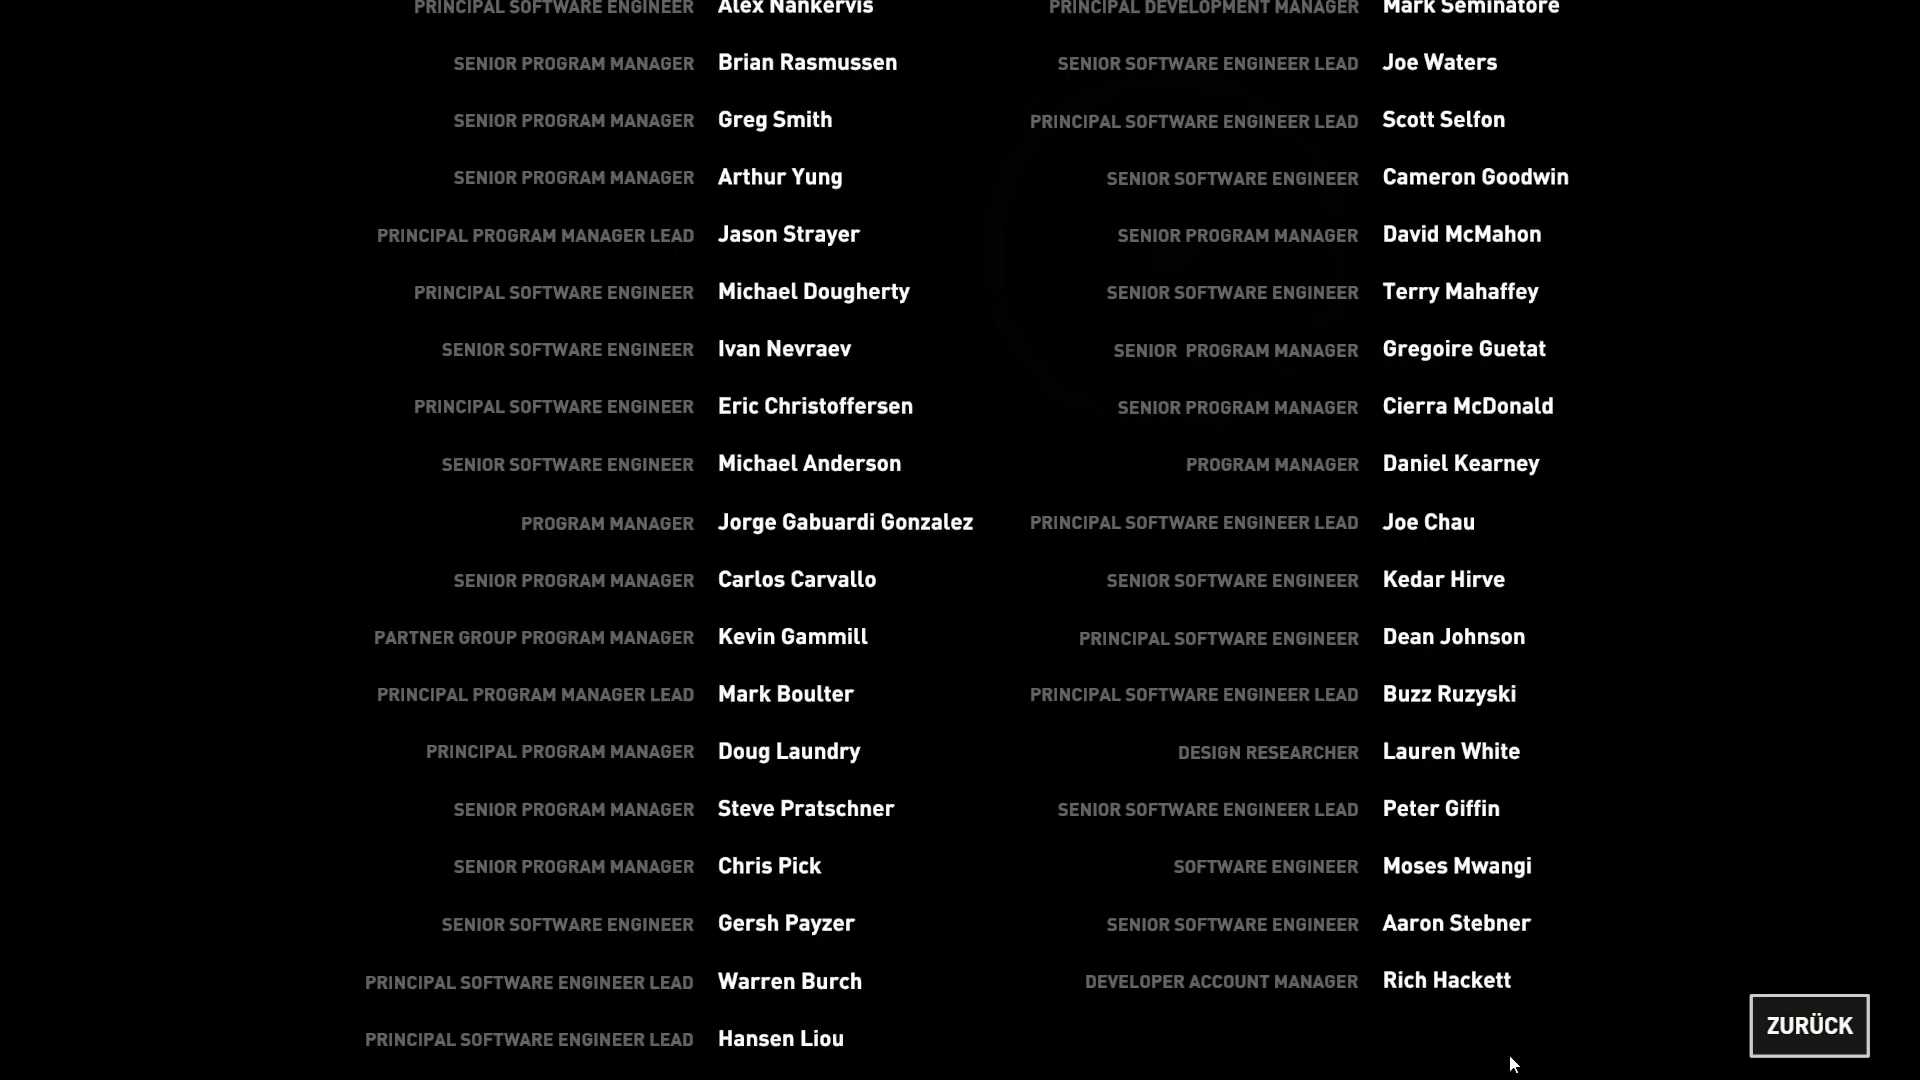 PRINCIPAL SOFTWARE ENGINEER Alex Nankervis
SENIOR PROGRAM MANAGER Brian Rasmussen
SENIOR PROGRAM MANAGER Greg Smith
SENIOR PROGRAM MANAGER Arthur Yung
PRINCIPAL PROGRAM MANAGER LEAD Jason Strayer
PRINCIPAL SOFTWARE ENGINEER Michael Dougherty
SENIOR SOFTWARE ENGINEER Ivan Nevraev
PRINCIPAL SOFTWARE ENGINEER Eric Christoffersen
SENIOR SOFTWARE ENGINEER Michael Anderson
PROGRAM MANAGER Jorge Gabuardi Gonzalez
SENIOR PROGRAM MANAGER Carlos Carvallo
PARTNER GROUP PROGRAM MANAGER Kevin Gammill
PRINCIPAL PROGRAM MANAGER LEAD Mark Boulter
PRINCIPAL PROGRAM MANAGER Doug Laundry
SENIOR PROGRAM MANAGER Steve Pratschner
SENIOR PROGRAM MANAGER Chris Pick
SENIOR SOFTWARE ENGINEER Gersh Payzer
PRINCIPAL SOFTWARE ENGINEER LEAD Warren Burch
PRINCIPAL SOFTWARE ENGINEER LEAD Hansen Liou
PRINCIPAL DEVELOPMENT MANAGER Mark Seminatore
SENIOR SOFTWARE ENGINEER LEAD Joe Waters
PRINCIPAL SOFTWARE ENGINEER LEAD Scott Selfon
SENIOR SOFTWARE ENGINEER Cameron Goodwin
SENIOR PROGRAM MANAGER David McMahon
SENIOR SOFTWARE ENGINEER Terry Mahaffey
SENIOR PROGRAM MANAGER Gregoire Guetat
SENIOR PROGRAM MANAGER Cierra McDonald
PROGRAM MANAGER Daniel Kearney
PRINCIPAL SOFTWARE ENGINEER LEAD Joe Chau
SENIOR SOFTWARE ENGINEER Kedar Hirve
PRINCIPAL SOFTWARE ENGINEER Dean Johnson
PRINCIPAL SOFTWARE ENGINEER LEAD Buzz Ruzyski
DESIGN RESEARCHER Lauren White
SENIOR SOFTWARE ENGINEER LEAD Peter Giffin
SOFTWARE ENGINEER Moses Mwangi
SENIOR SOFTWARE ENGINEER Aaron Stebner
DEVELOPER ACCOUNT MANAGER Rich Hackett
ZURÜCK